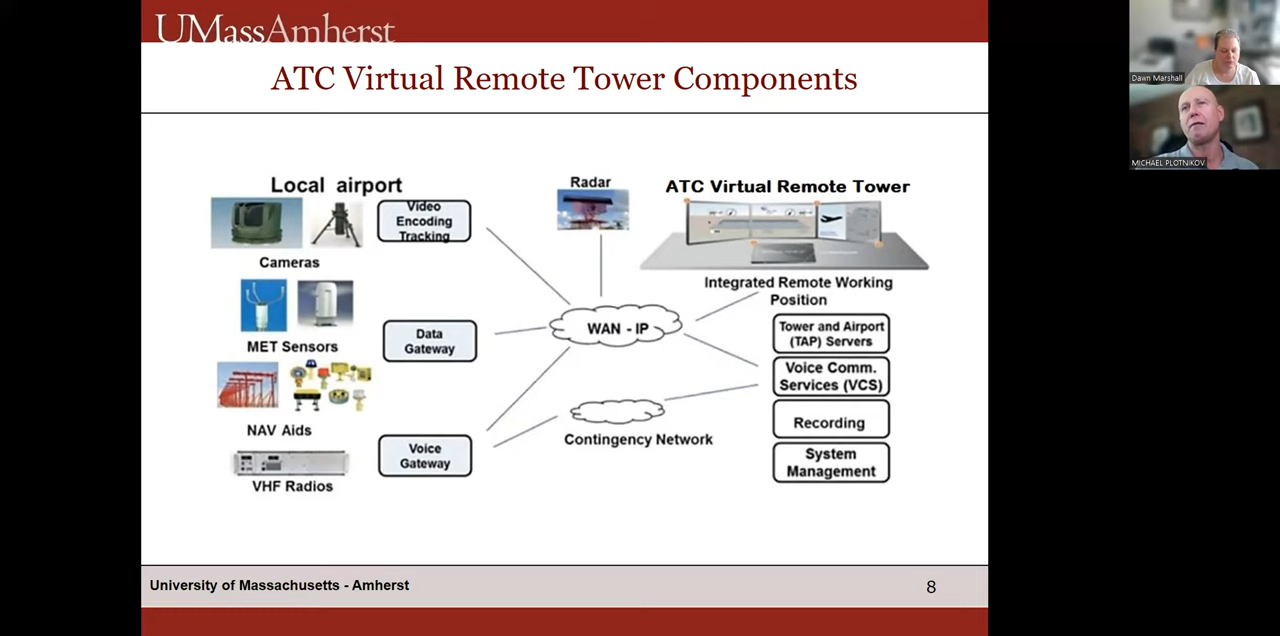 UMassAmherst
ATC Virtual Remote Tower Components
Local airport
Video
Encoding
Tracking
Cameras
MET Sensors
Data
Gateway
NAV Aids
Voice
Gateway
VHF Radios
Radar
WAN - IP
Contingency Network
ATC Virtual Remote Tower
Integrated Remote Working
Position
Tower and Airport
(TAP) Servers
Voice Comm.
Services (VCS)
Recording
System
Management
University of Massachusetts - Amherst
8
Dawn Marshall
MICHAEL PLOTNIKOV